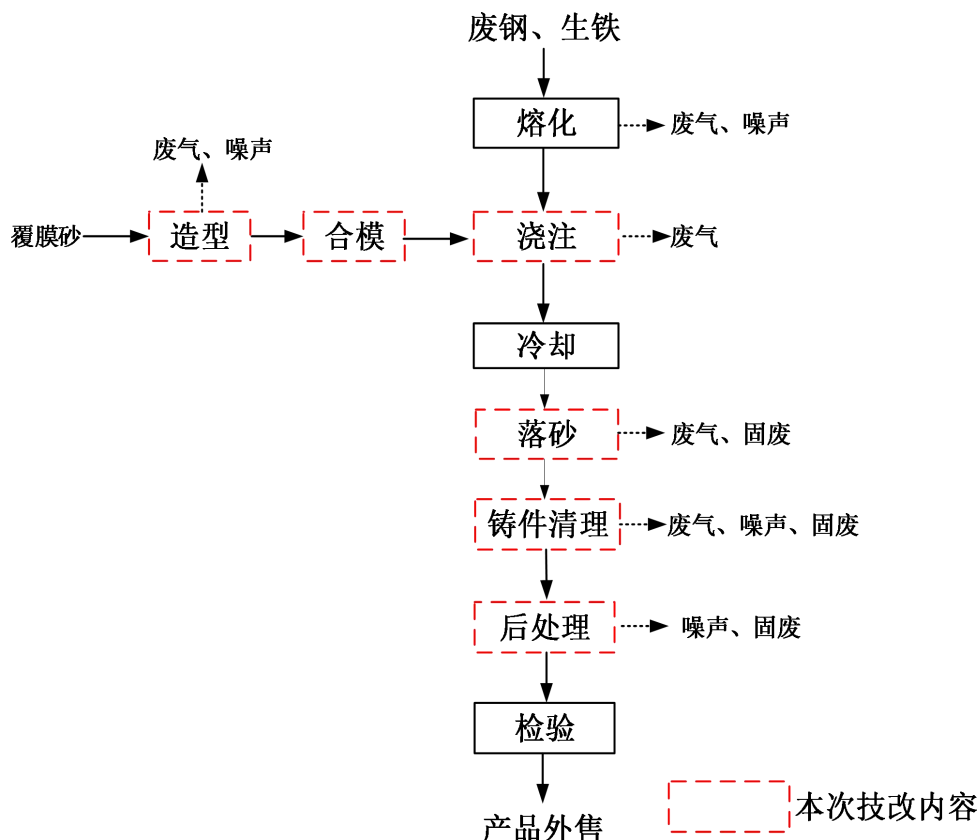 废钢、生铁
熔化
废气、噪声
废气、噪声
覆膜砂
造型
合模
浇注
废气
冷却
落砂
废气、固废
铸件清理
废气、噪声、固废
后处理
噪声、固废
检验
产品外售
本次技改内容